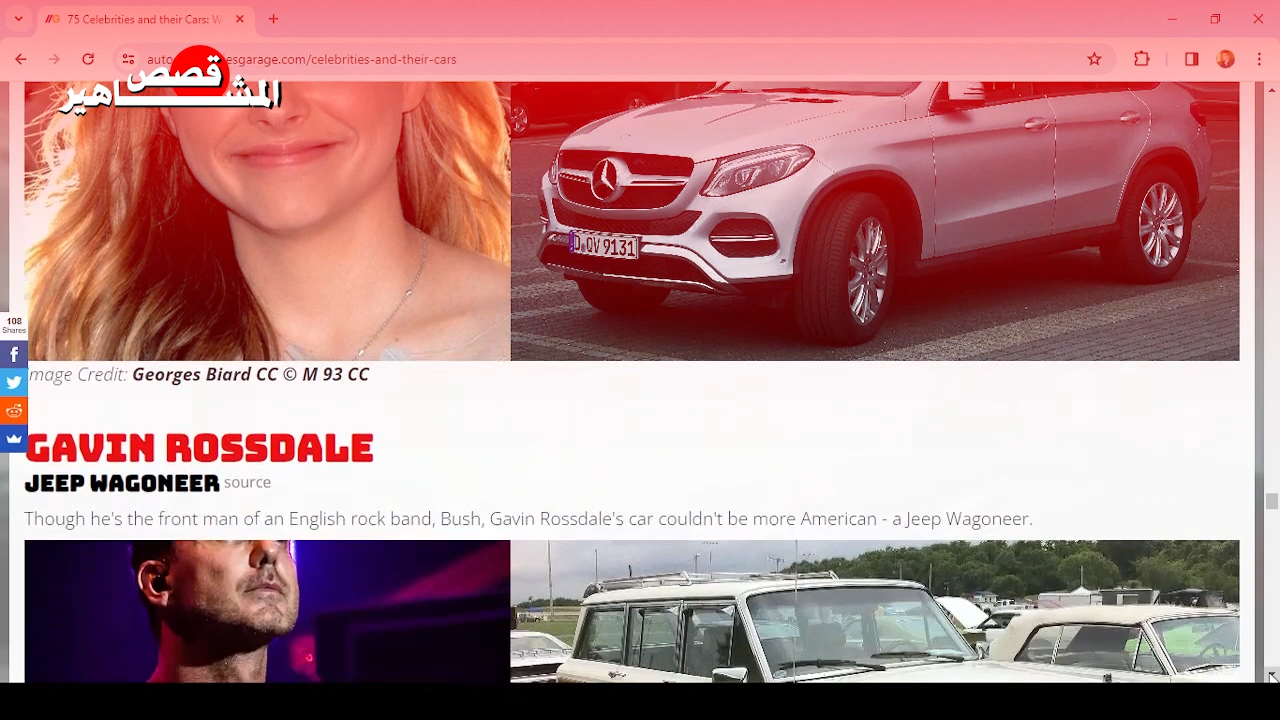 75 Celebrities and their Cars: W
esgarage.com/celebrities-and-their-cars
قصص
المشاهير
D OV 9131
108
Shares
mage Credit: Georges Biard CC © M 93 CC
GAVIN ROSSDALE
JEEP WAGONEER source
Though he's the front man of an English rock band, Bush, Gavin Rossdale's car couldn't be more American - a Jeep Wagoneer.